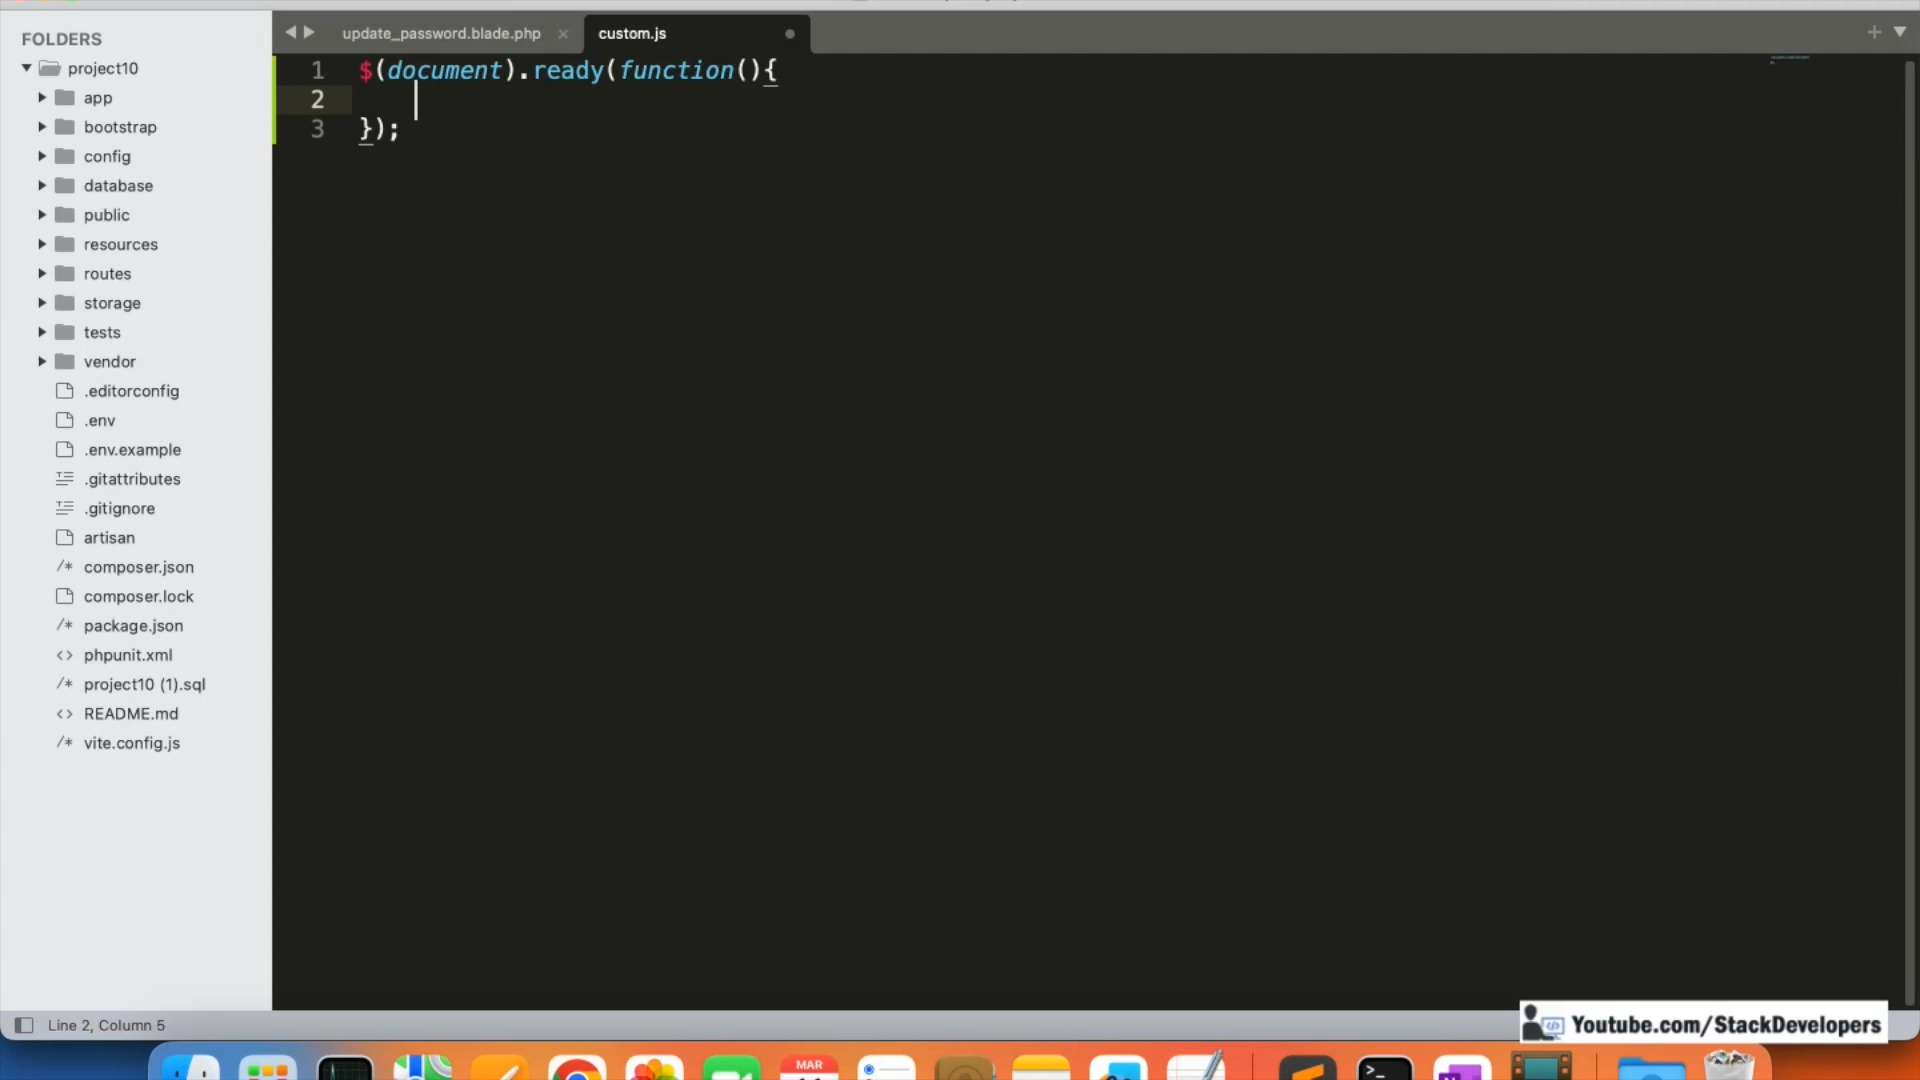 FOLDERS
project10
app
bootstrap
config
database
public
resources
routes
storage
tests
vendor
.editorconfig
.env
.env.example
.gitattributes
.gitignore
artisan
/* composer.json
composer.lock
/* package.json
<> phpunit.xml
/* project10 (1).sql
<> README.md
/* vite.config.js
update_password.blade.php ×
custom.js
1 $(document).ready(function(){
2
3 });
Line 2, Column 5
Youtube.com/StackDevelopers
MAR